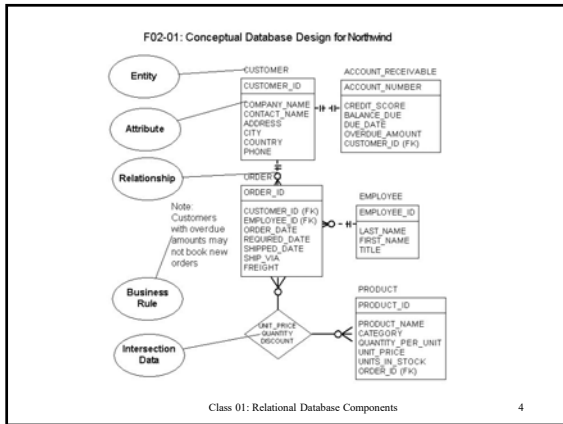 F02-01: Conceptual Database Design for Northwind
Entity
CUSTOMER
CUSTOMER_ID
COMPANY_NAME
CONTACT_NAME
ADDRESS
CITY
COUNTRY
PHONE
ACCOUNT_RECEIVABLE
ACCOUNT_NUMBER
CREDIT_SCORE
BALANCE_DUE
DUE_DATE
OVERDUE_AMOUNT
CUSTOMER_ID (FK)
Attribute
Relationship
ORDER
ORDER_ID
CUSTOMER_ID (FK)
EMPLOYEE_ID (FK)
ORDER_DATE
REQUIRED_DATE
SHIPPED_DATE
SHIP_VIA
FREIGHT
EMPLOYEE
EMPLOYEE_ID
LAST_NAME
FIRST_NAME
TITLE
Note:
Customers
with overdue
amounts may
not book new
orders
Business
Rule
PRODUCT
PRODUCT_ID
PRODUCT_NAME
CATEGORY
QUANTITY_PER_UNIT
UNIT_PRICE
UNITS_IN_STOCK
ORDER_ID (FK)
UNIT_PRICE
QUANTITY
DISCOUNT
Intersection
Data
Class 01: Relational Database Components
4